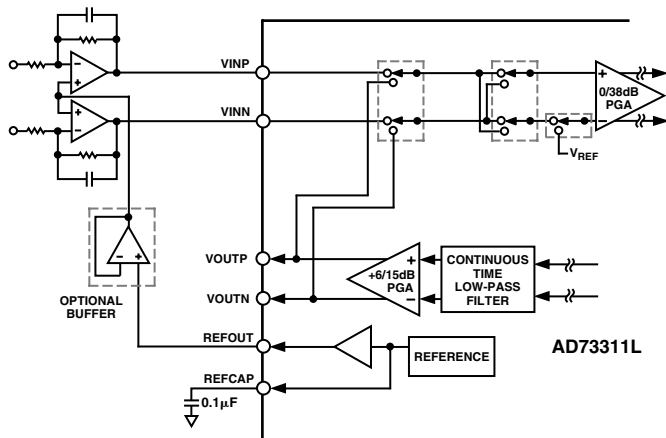 VINP
VINN
+
–
0/38dB
PGA
VREF
–
+
+
–
–
+
OPTIONAL
BUFFER
VOUTP
VOUTN
REFOUT
REFCAP
0.1µF
+
–
+6/15dB
PGA
CONTINUOUS
TIME
LOW-PASS
FILTER
REFERENCE
AD73311L